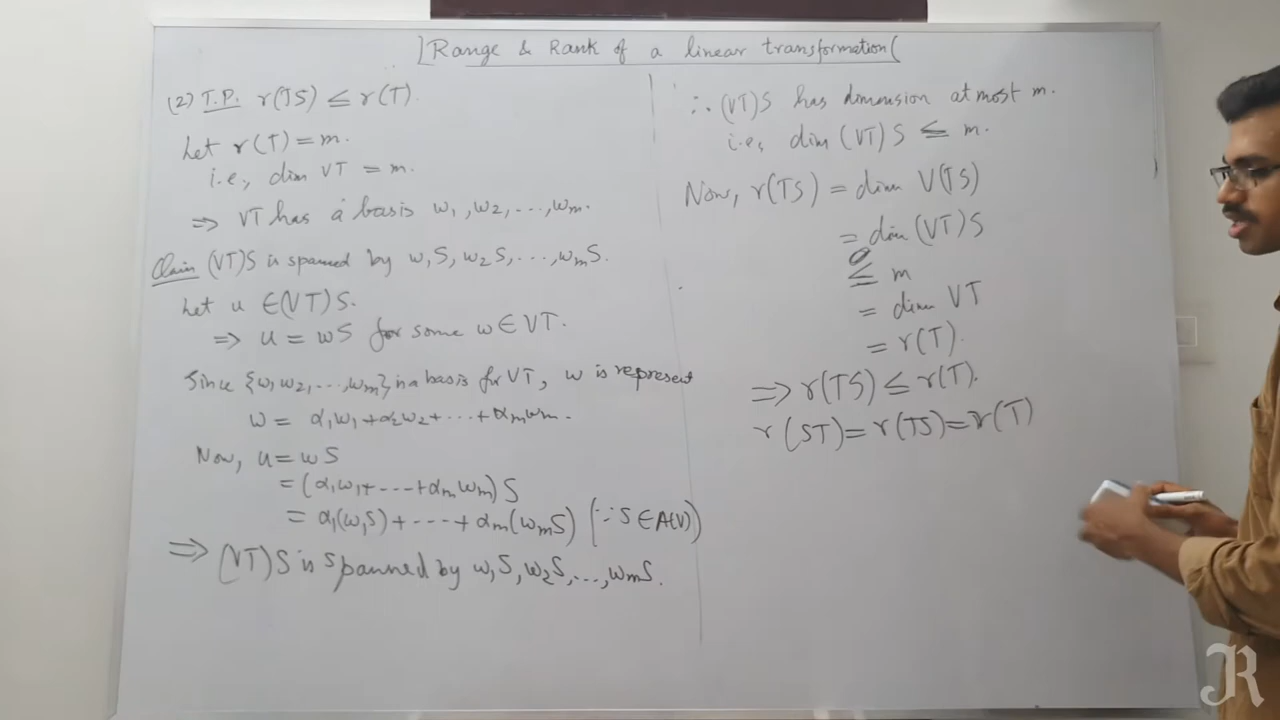 Range & Rank of a linear transformation
(2) T.P. r(TS) ≤ r(T).
Let r(T) = m.
i.e., dim VT = m.
⇒ VT has a basis w1, w2, ..., wm.
Claim (VT)S is spanned by w1S, w2S, ..., wmS.
Let u ∈ (VT)S.
⇒ u = wS for some w ∈ VT.
Since {w1, w2, ..., wm} is a basis for VT, w is represent
w = α1w1 + α2w2 + ... + αmwm.
Now, u = wS
= (α1w1 + ... + αmwm)S
= α1(w1S) + ... + αm(wmS) (∵ S ∈ A(V))
⇒ (VT)S is spanned by w1S, w2S, ..., wmS.
∴ (VT)S has dimension at most m.
i.e., dim (VT)S ≤ m.
Now, r(TS) = dim V(TS)
= dim (VT)S
≤ m
= dim VT
= r(T).
⇒ r(TS) ≤ r(T).
r(ST) = r(TS) = r(T)
R